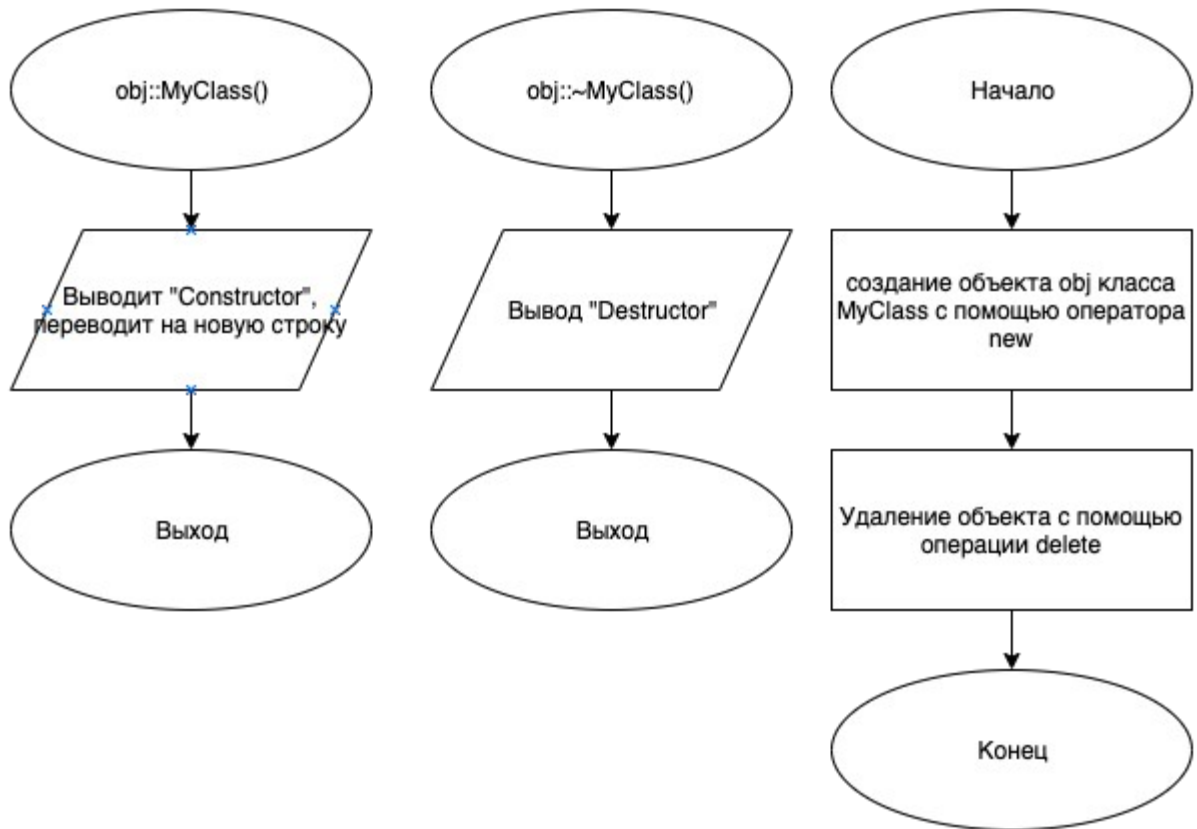 obj::MyClass()
Выводит "Constructor",
переводит на новую строку
Выход
obj::~MyClass()
Вывод "Destructor"
Выход
Начало
создание объекта obj класса
MyClass с помощью оператора
new
Удаление объекта с помощью
операции delete
Конец